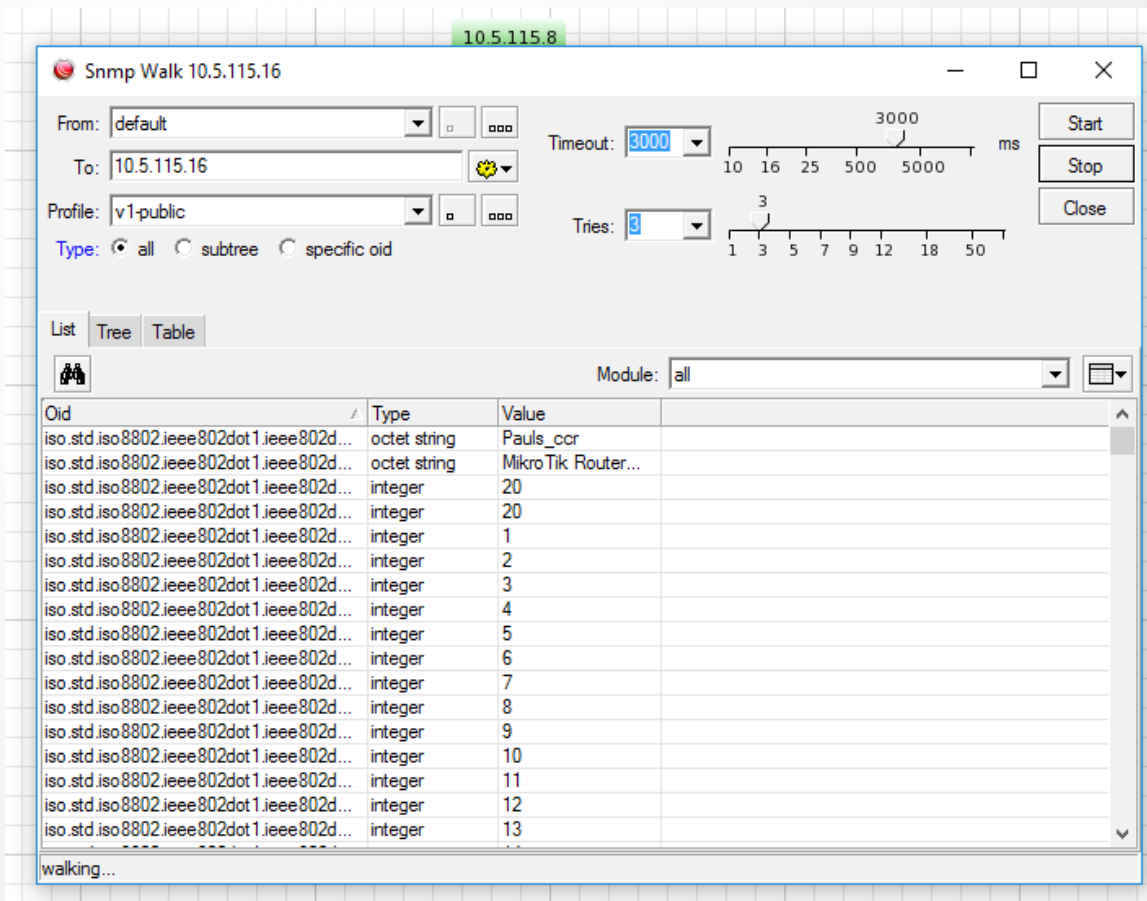 10.5.115.8
Snmp Walk 10.5.115.16
From: default
To: 10.5.115.16
Profile: v1-public
Type: all subtree specific oid
Timeout: 3000
3000
10 16 25 500 5000
ms
Tries: 3
3
1 3 5 7 9 12 18 50
Start
Stop
Close
List Tree Table
Module: all
Oid Type Value
iso.std.iso8802.ieee802dot1.ieee802d... octet string Pauls_ccr
iso.std.iso8802.ieee802dot1.ieee802d... octet string MikroTik Router...
iso.std.iso8802.ieee802dot1.ieee802d... integer 20
iso.std.iso8802.ieee802dot1.ieee802d... integer 20
iso.std.iso8802.ieee802dot1.ieee802d... integer 1
iso.std.iso8802.ieee802dot1.ieee802d... integer 2
iso.std.iso8802.ieee802dot1.ieee802d... integer 3
iso.std.iso8802.ieee802dot1.ieee802d... integer 4
iso.std.iso8802.ieee802dot1.ieee802d... integer 5
iso.std.iso8802.ieee802dot1.ieee802d... integer 6
iso.std.iso8802.ieee802dot1.ieee802d... integer 7
iso.std.iso8802.ieee802dot1.ieee802d... integer 8
iso.std.iso8802.ieee802dot1.ieee802d... integer 9
iso.std.iso8802.ieee802dot1.ieee802d... integer 10
iso.std.iso8802.ieee802dot1.ieee802d... integer 11
iso.std.iso8802.ieee802dot1.ieee802d... integer 12
iso.std.iso8802.ieee802dot1.ieee802d... integer 13
walking...